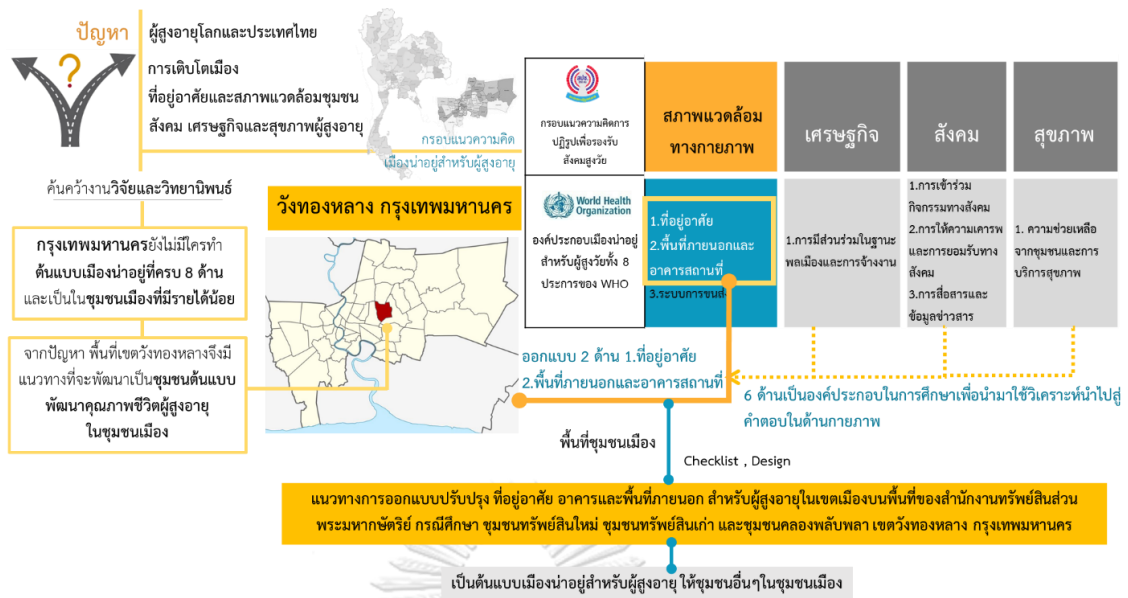 ปัญหา
ผู้สูงอายุโลกและประเทศไทย
การเติบโตเมือง
ที่อยู่อาศัยและสภาพแวดล้อมชุมชน
สังคม เศรษฐกิจและสุขภาพผู้สูงอายุ
กรอบแนวความคิด
เมืองน่าอยู่สำหรับผู้สูงอายุ
ค้นคว้างานวิจัยและวิทยานิพนธ์
กรุงเทพมหานครยังไม่มีใครทำ
ต้นแบบเมืองน่าอยู่ที่ครบ 8 ด้าน
และเป็นในชุมชนเมืองที่มีรายได้น้อย
จากปัญหา พื้นที่เขตวังทองหลางจึงมี
แนวทางที่จะพัฒนาเป็นชุมชนต้นแบบ
พัฒนาคุณภาพชีวิตผู้สูงอายุ
ในชุมชนเมือง
วังทองหลาง กรุงเทพมหานคร
กรอบแนวความคิดการ
ปฏิรูปเพื่อรองรับ
สังคมสูงวัย
สภาพแวดล้อม
ทางกายภาพ
เศรษฐกิจ
สังคม
สุขภาพ
World Health
Organization
องค์ประกอบเมืองน่าอยู่
สำหรับผู้สูงวัยทั้ง 8
ประการของ WHO
1.ที่อยู่อาศัย
2.พื้นที่ภายนอกและ
อาคารสถานที่
3.ระบบการขนส่ง
1.การมีส่วนร่วมในฐานะ
พลเมืองและการจ้างงาน
1.การเข้าร่วม
กิจกรรมทางสังคม
2.การให้ความเคารพ
และการยอมรับทาง
สังคม
3.การสื่อสารและ
ข้อมูลข่าวสาร
1. ความช่วยเหลือ
จากชุมชนและการ
บริการสุขภาพ
ออกแบบ 2 ด้าน 1.ที่อยู่อาศัย
2.พื้นที่ภายนอกและอาคารสถานที่
6 ด้านเป็นองค์ประกอบในการศึกษาเพื่อนำมาใช้วิเคราะห์นำไปสู่
คำตอบในด้านกายภาพ
พื้นที่ชุมชนเมือง
Checklist , Design
แนวทางการออกแบบปรับปรุง ที่อยู่อาศัย อาคารและพื้นที่ภายนอก สำหรับผู้สูงอายุในเขตเมืองบนพื้นที่ของสำนักงานทรัพย์สินส่วน
พระมหากษัตริย์ กรณีศึกษา ชุมชนทรัพย์สินใหม่ ชุมชนทรัพย์สินเก่า และชุมชนคลองพลับพลา เขตวังทองหลาง กรุงเทพมหานคร
เป็นต้นแบบเมืองน่าอยู่สำหรับผู้สูงอายุ ให้ชุมชนอื่นๆในชุมชนเมือง